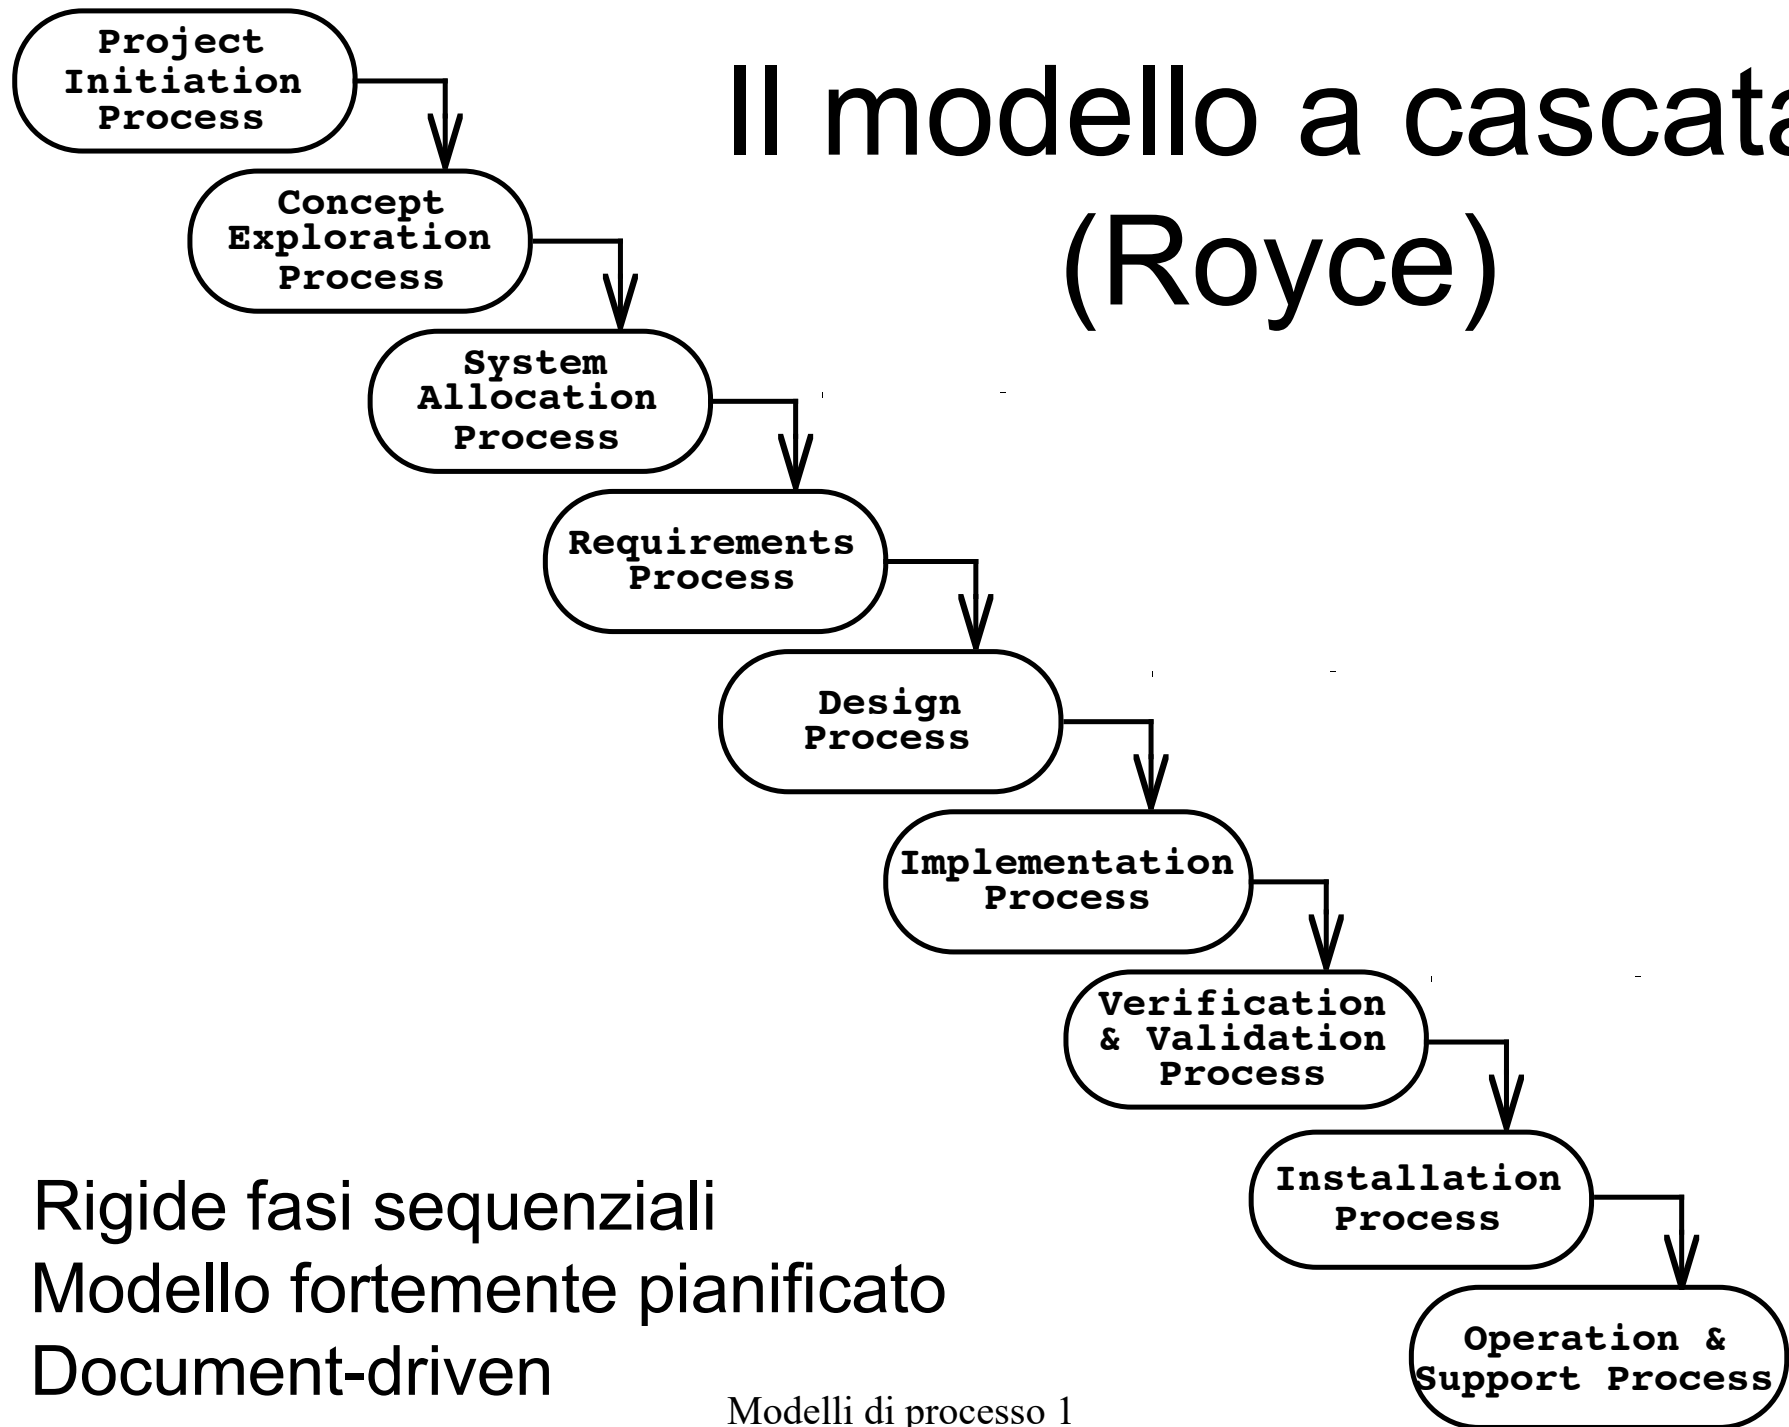 Project
Initiation
Process
Il modello a cascata
(Royce)
Concept
Exploration
Process
System
Allocation
Process
Requirements
Process
Design
Process
Implementation
Process
Verification
& Validation
Process
Installation
Process
Operation &
Support Process
Rigide fasi sequenziali
Modello fortemente pianificato
Document-driven
Modelli di processo 1